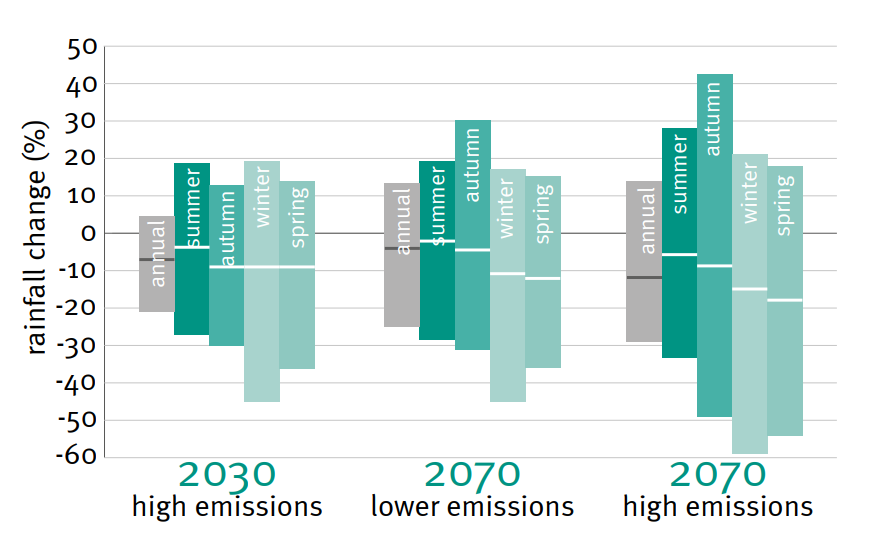 50
40
30
20
10
0
-10
-20
-30
-40
-50
-60
rainfall change (%)
annual
summer
autumn
winter
spring
annual
summer
autumn
winter
spring
annual
summer
autumn
winter
spring
2030
high emissions
2070
lower emissions
2070
high emissions